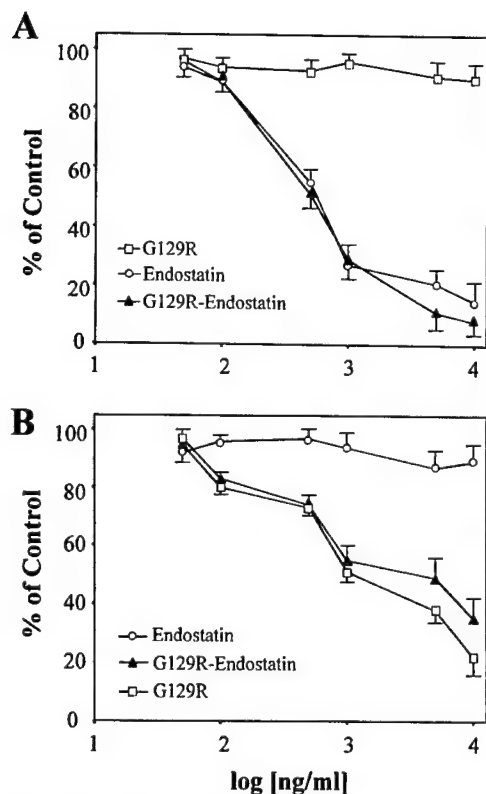 A
% of Control
100
80
60
40
20
0
G129R
Endostatin
G129R-Endostatin
1 2 3 4
B
% of Control
100
80
60
40
20
0
Endostatin
G129R-Endostatin
G129R
1 2 3 4
log [ng/ml]